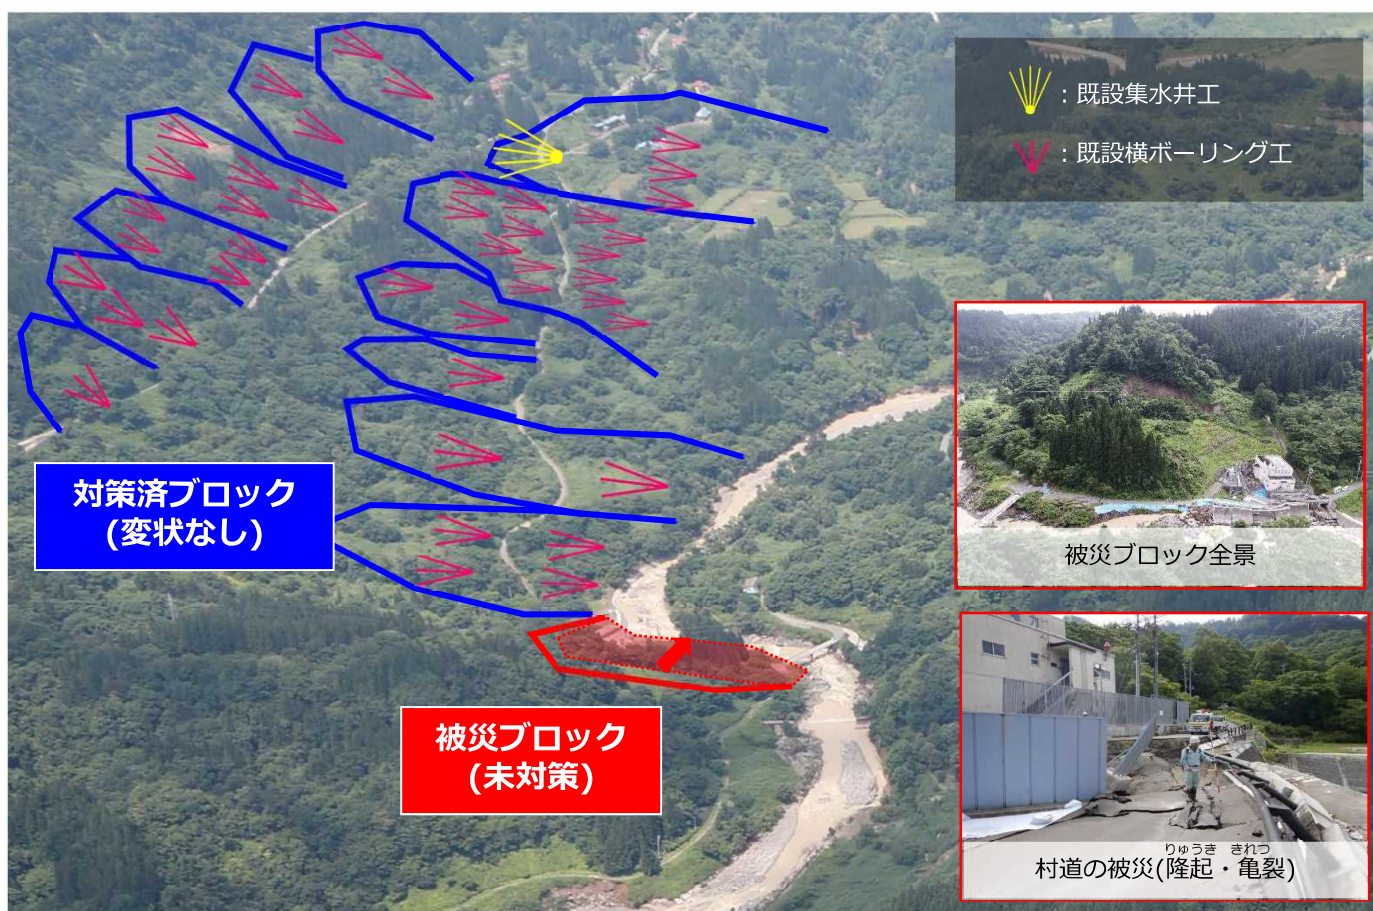 ：既設集水井工
：既設横ボーリング工
対策済ブロック
(変状なし)
被災ブロック全景
被災ブロック
(未対策)
りゅうき きれつ
村道の被災(隆起・亀裂)